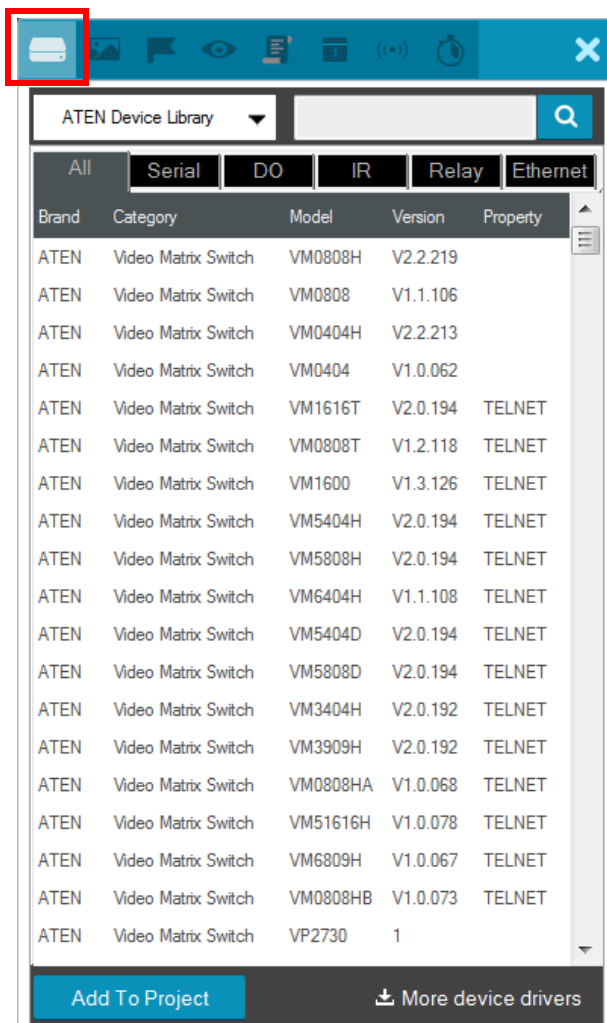 1
ATEN Device Library
All Serial DO IR Relay Ethernet
Brand Category Model Version Property
ATEN Video Matrix Switch VM0808H V2.2.219
ATEN Video Matrix Switch VM0808 V1.1.106
ATEN Video Matrix Switch VM0404H V2.2.213
ATEN Video Matrix Switch VM0404 V1.0.062
ATEN Video Matrix Switch VM1616T V2.0.194 TELNET
ATEN Video Matrix Switch VM0808T V1.2.118 TELNET
ATEN Video Matrix Switch VM1600 V1.3.126 TELNET
ATEN Video Matrix Switch VM5404H V2.0.194 TELNET
ATEN Video Matrix Switch VM5808H V2.0.194 TELNET
ATEN Video Matrix Switch VM6404H V1.1.108 TELNET
ATEN Video Matrix Switch VM5404D V2.0.194 TELNET
ATEN Video Matrix Switch VM5808D V2.0.194 TELNET
ATEN Video Matrix Switch VM3404H V2.0.192 TELNET
ATEN Video Matrix Switch VM3909H V2.0.192 TELNET
ATEN Video Matrix Switch VM0808HA V1.0.068 TELNET
ATEN Video Matrix Switch VM51616H V1.0.078 TELNET
ATEN Video Matrix Switch VM6809H V1.0.067 TELNET
ATEN Video Matrix Switch VM0808HB V1.0.073 TELNET
ATEN Video Matrix Switch VP2730 1
Add To Project More device drivers